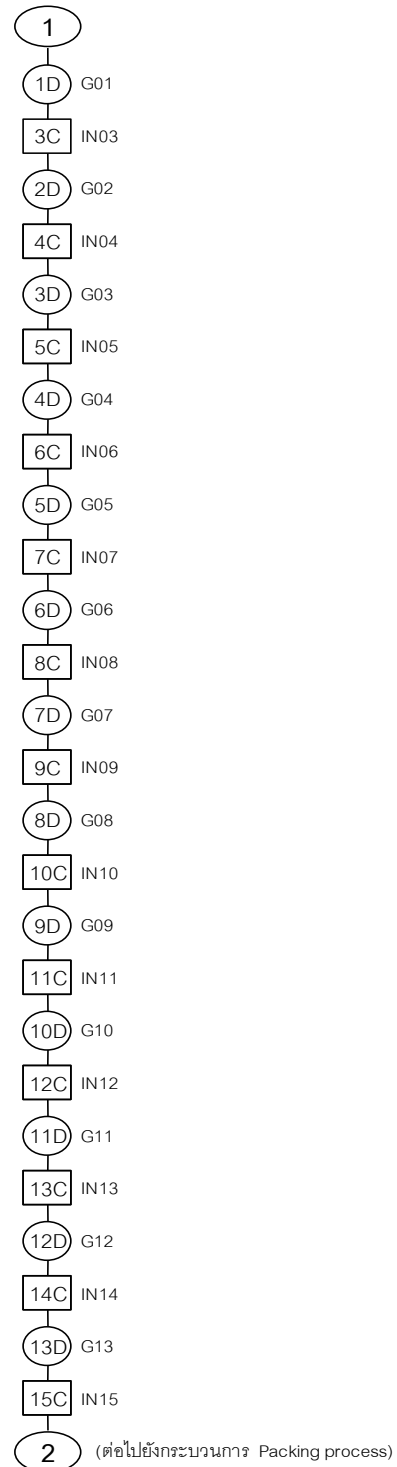 1
1D G01
3C IN03
2D G02
4C IN04
3D G03
5C IN05
4D G04
6C IN06
5D G05
7C IN07
6D G06
8C IN08
7D G07
9C IN09
8D G08
10C IN10
9D G09
11C IN11
10D G10
12C IN12
11D G11
13C IN13
12D G12
14C IN14
13D G13
15C IN15
2 (ต่อไปยังกระบวนการ Packing process)